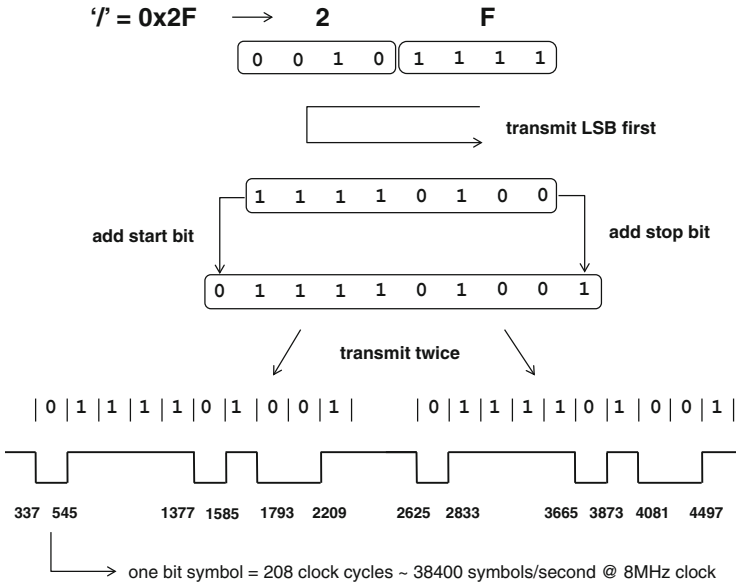 ‘/’ = 0x2F 2 F
0 0 1 0 1 1 1 1
transmit LSB first
1 1 1 1 0 1 0 0
add start bit add stop bit
0 1 1 1 1 0 1 0 0 1
transmit twice
| 0 | 1 | 1 | 1 | 1 | 0 | 1 | 0 | 0 | 1 | | 0 | 1 | 1 | 1 | 1 | 0 | 1 | 0 | 0 | 1 |
337 545 1377 1585 1793 2209 2625 2833 3665 3873 4081 4497
one bit symbol = 208 clock cycles ~ 38400 symbols/second @ 8MHz clock